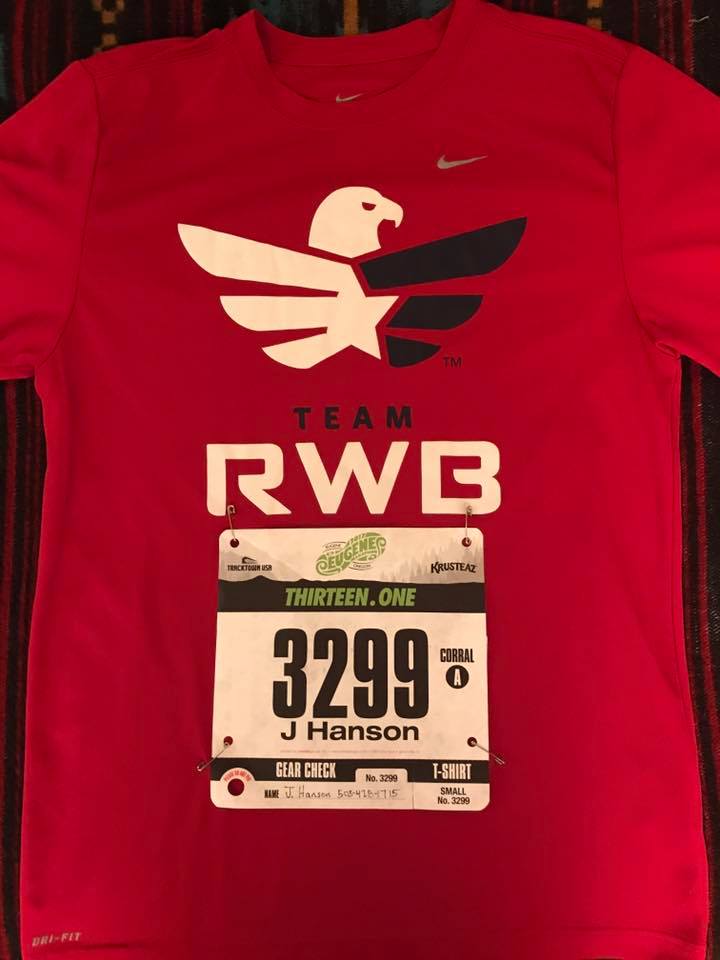 TM
TEAM
RWB
EUGENE
OREGON
TRACKTOWN USA
KRUSTEAZ
THIRTEEN.ONE
3299
CORRAL
A
J Hanson
GEAR CHECK
No. 3299
T-SHIRT
NAME J. Hanson
SMALL
No. 3299
DRI-FIT